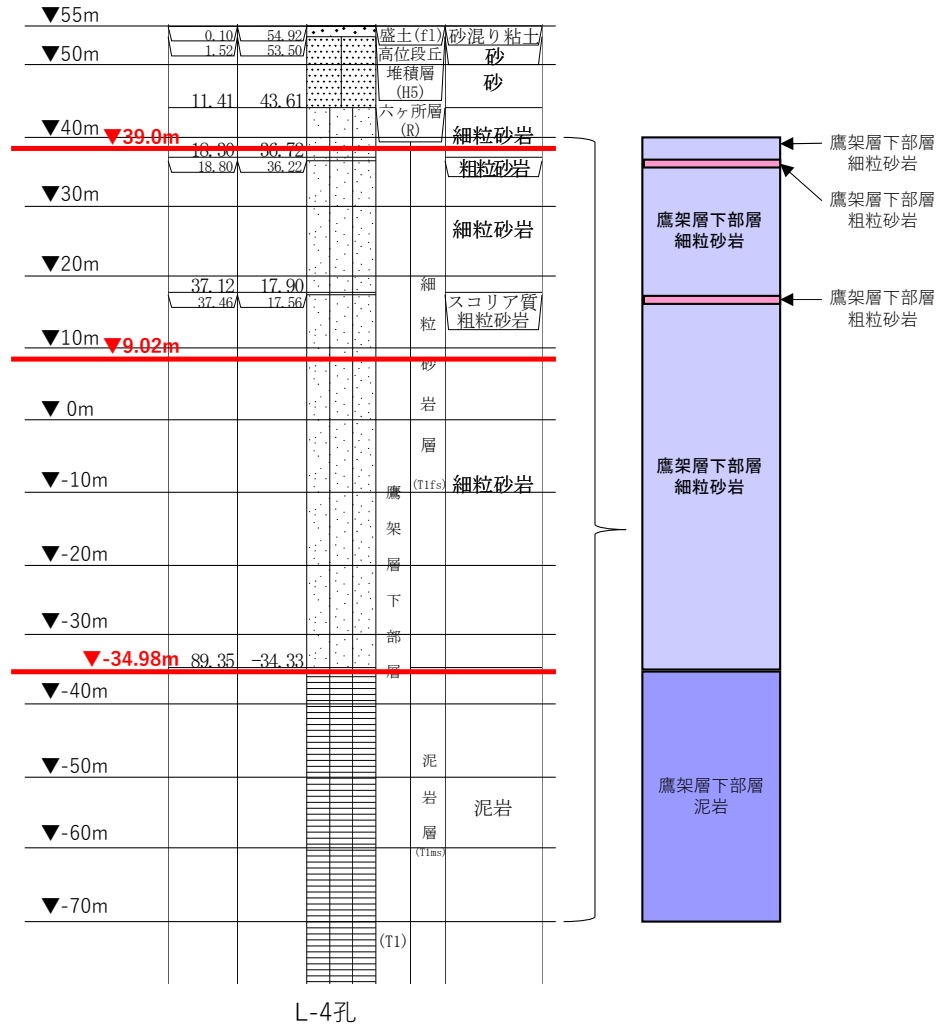 ▼55m
0.10 54.92 盛土(fl) 砂混り粘土
1.52 53.50 高位段丘 砂
▼50m
堆積層 砂
(H5)
11.41 43.61 六ヶ所層
▼40m (R) 細粒砂岩
▼39.0m
18.30 36.72
18.80 36.22 粗粒砂岩
▼30m
細粒砂岩
▼20m
37.12 17.90
37.46 17.56 スコリア質
粗粒砂岩
▼10m
▼9.02m
細粒砂岩層
(T1fs)
▼0m
▼-10m 細粒砂岩
鷹架層下部層
▼-20m
▼-30m
▼-34.98m 89.35 -34.33
▼-40m
▼-50m
泥岩層
(T1ms)
泥岩
▼-60m
▼-70m
(T1)
L-4孔
鷹架層下部層
細粒砂岩
鷹架層下部層
粗粒砂岩
鷹架層下部層
細粒砂岩
鷹架層下部層
粗粒砂岩
鷹架層下部層
細粒砂岩
鷹架層下部層
泥岩